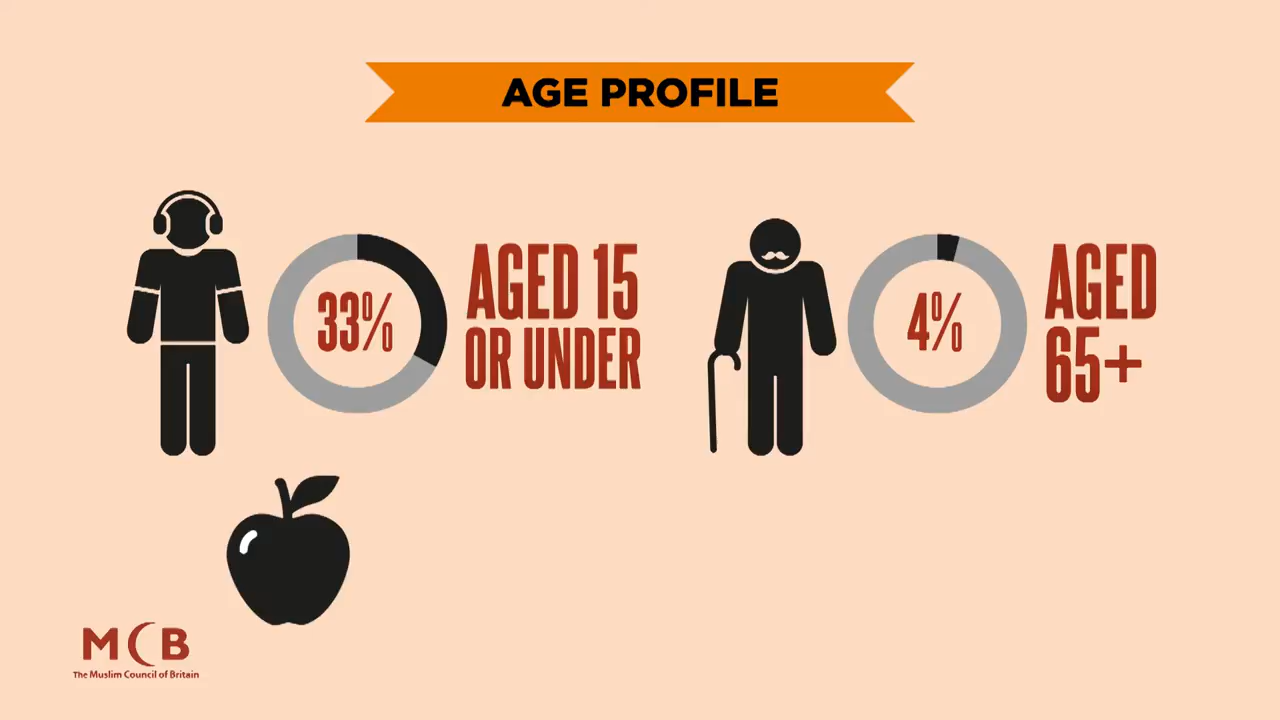 AGE PROFILE
33%
AGED 15
OR UNDER
4%
AGED
65+
MCB
The Muslim Council of Britain